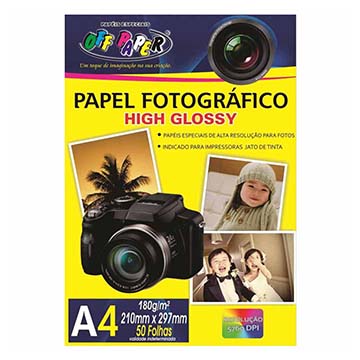 PAPÉIS ESPECIAIS
OFF PAPER
Um toque de imaginação na sua criação.
PAPEL FOTOGRÁFICO
HIGH GLOSSY
• PAPÉIS ESPECIAIS DE ALTA RESOLUÇÃO PARA FOTOS
• INDICADO PARA IMPRESSORAS JATO DE TINTA
A4
180g/m²
210mm x 297mm
50 Folhas
validade indeterminada
RESOLUÇÃO
5760 DPI